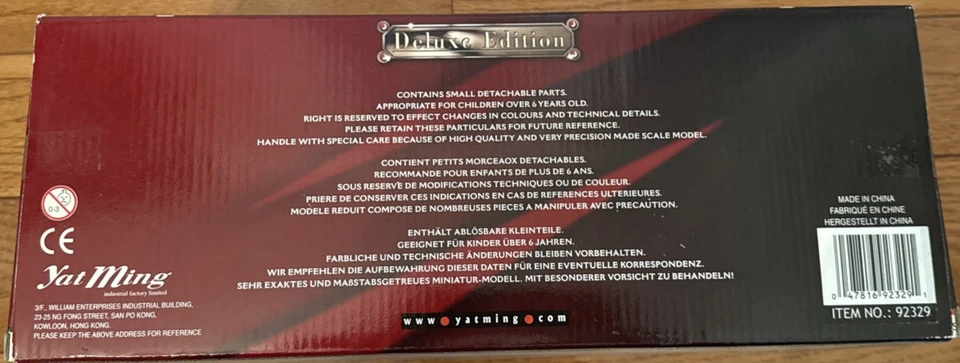 Deluxe Edition
CONTAINS SMALL DETACHABLE PARTS.
APPROPRIATE FOR CHILDREN OVER 6 YEARS OLD.
RIGHT IS RESERVED TO EFFECT CHANGES IN COLOURS AND TECHNICAL DETAILS.
PLEASE RETAIN THESE PARTICULARS FOR FUTURE REFERENCE.
HANDLE WITH SPECIAL CARE BECAUSE OF HIGH QUALITY AND VERY PRECISION MADE SCALE MODEL.
CONTIENT PETITS MORCEAOX DETACHABLES.
RECOMMANDE POUR ENFANTS DE PLUS DE 6 ANS.
SOUS RESERVE DE MODIFICATIONS TECHNIQUES OU DE COULEUR.
PRIERE DE CONSERVER CES INDICATIONS EN CAS DE REFERENCES ULTERIEURES.
MODELE REDUIT COMPOSE DE NOMBREUSES PIECES A MANIPULER AVEC PRECAUTION.
ENTHÄLT ABLÖSBARE KLEINTEILE.
GEEIGNET FÜR KINDER ÜBER 6 JAHREN.
FARBLICHE UND TECHNISCHE ÄNDERUNGEN BLEIBEN VORBEHALTEN.
WIR EMPFEHLEN DIE AUFBEWAHRUNG DIESER DATEN FÜR EINE EVENTUELLE KORRESPONDENZ.
SEHR EXAKTES UND MAßSTABSGETREUES MINIATUR-MODELL. MIT BESONDERER VORSICHT ZU BEHANDELN!
www.yatming.com
0-3
CE
Yat Ming
industrial factory limited
3/F., WILLIAM ENTERPRISES INDUSTRIAL BUILDING,
23-25 NG FONG STREET, SAN PO KONG,
KOWLOON, HONG KONG.
PLEASE KEEP THE ABOVE ADDRESS FOR REFERENCE
MADE IN CHINA
FABRIQUÉ EN CHINE
HERGESTELLT IN CHINA
0 47816 92329 1
ITEM NO.: 92329